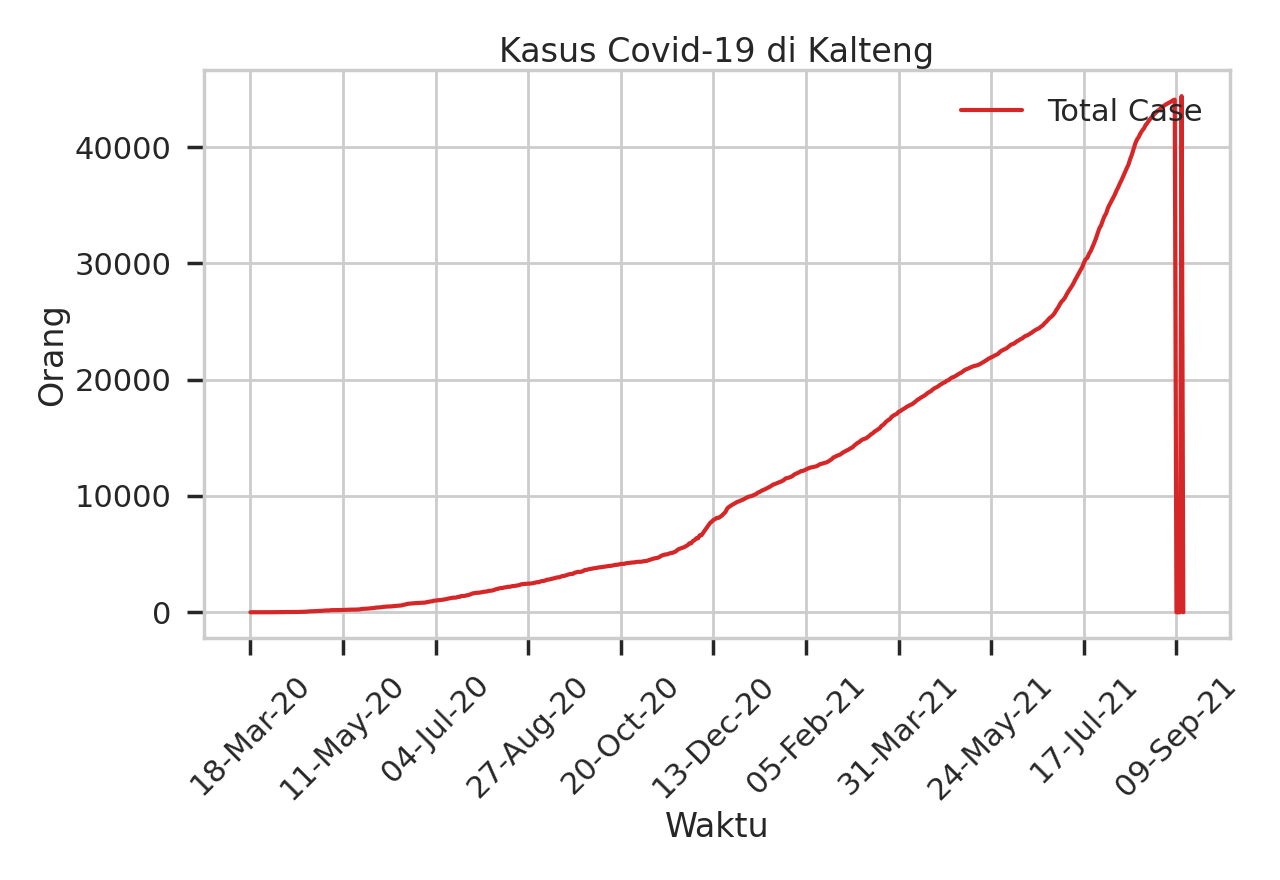 Kasus Covid-19 di Kalteng
Total Case
40000
30000
20000
10000
0
Orang
18-Mar-20
11-May-20
04-Jul-20
27-Aug-20
20-Oct-20
13-Dec-20
05-Feb-21
31-Mar-21
24-May-21
17-Jul-21
09-Sep-21
Waktu